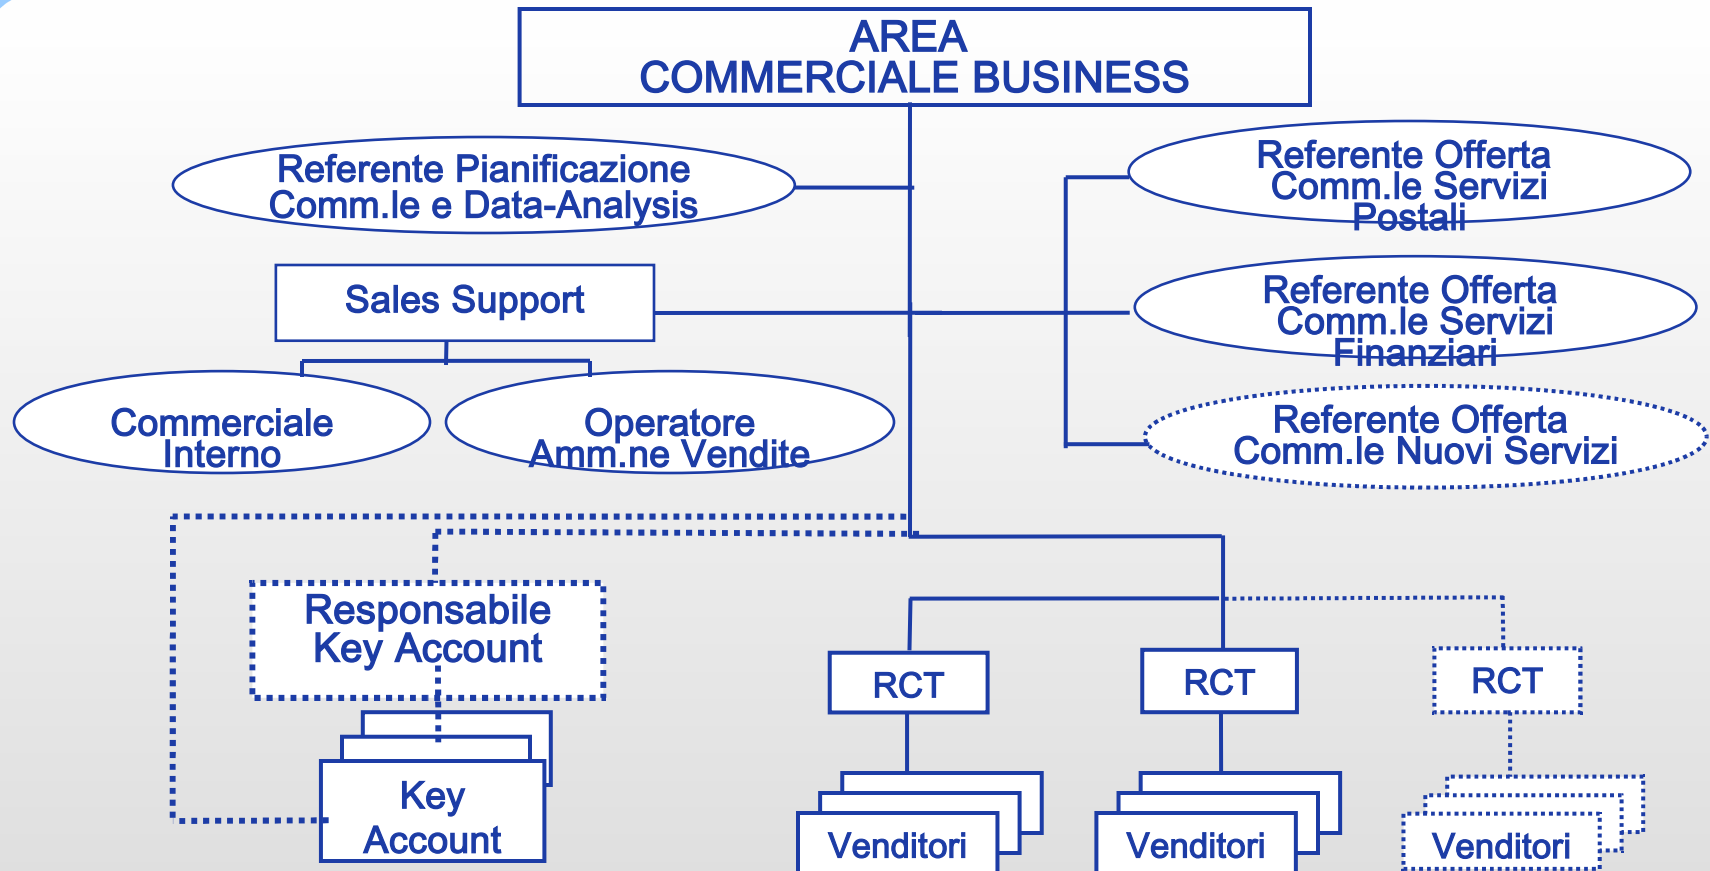 AREA
COMMERCIALE BUSINESS
Referente Pianificazione
Comm.le e Data-Analysis
Referente Offerta
Comm.le Servizi
Postali
Sales Support
Referente Offerta
Comm.le Servizi
Finanziari
Commerciale
Interno
Operatore
Amm.ne Vendite
Referente Offerta
Comm.le Nuovi Servizi
Responsabile
Key Account
RCT
RCT
RCT
Key
Account
Venditori
Venditori
Venditori